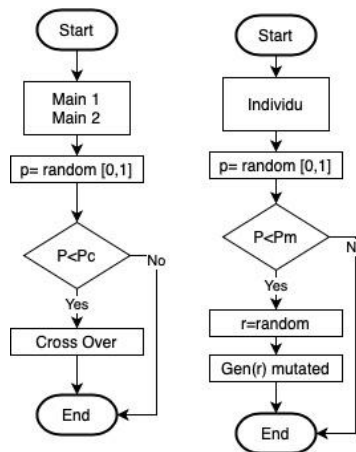 Start
Main 1
Main 2
p= random [0,1]
P<Pc
No
Yes
Cross Over
End
Start
Individu
p= random [0,1]
P<Pm
N
Yes
r=random
Gen(r) mutated
End